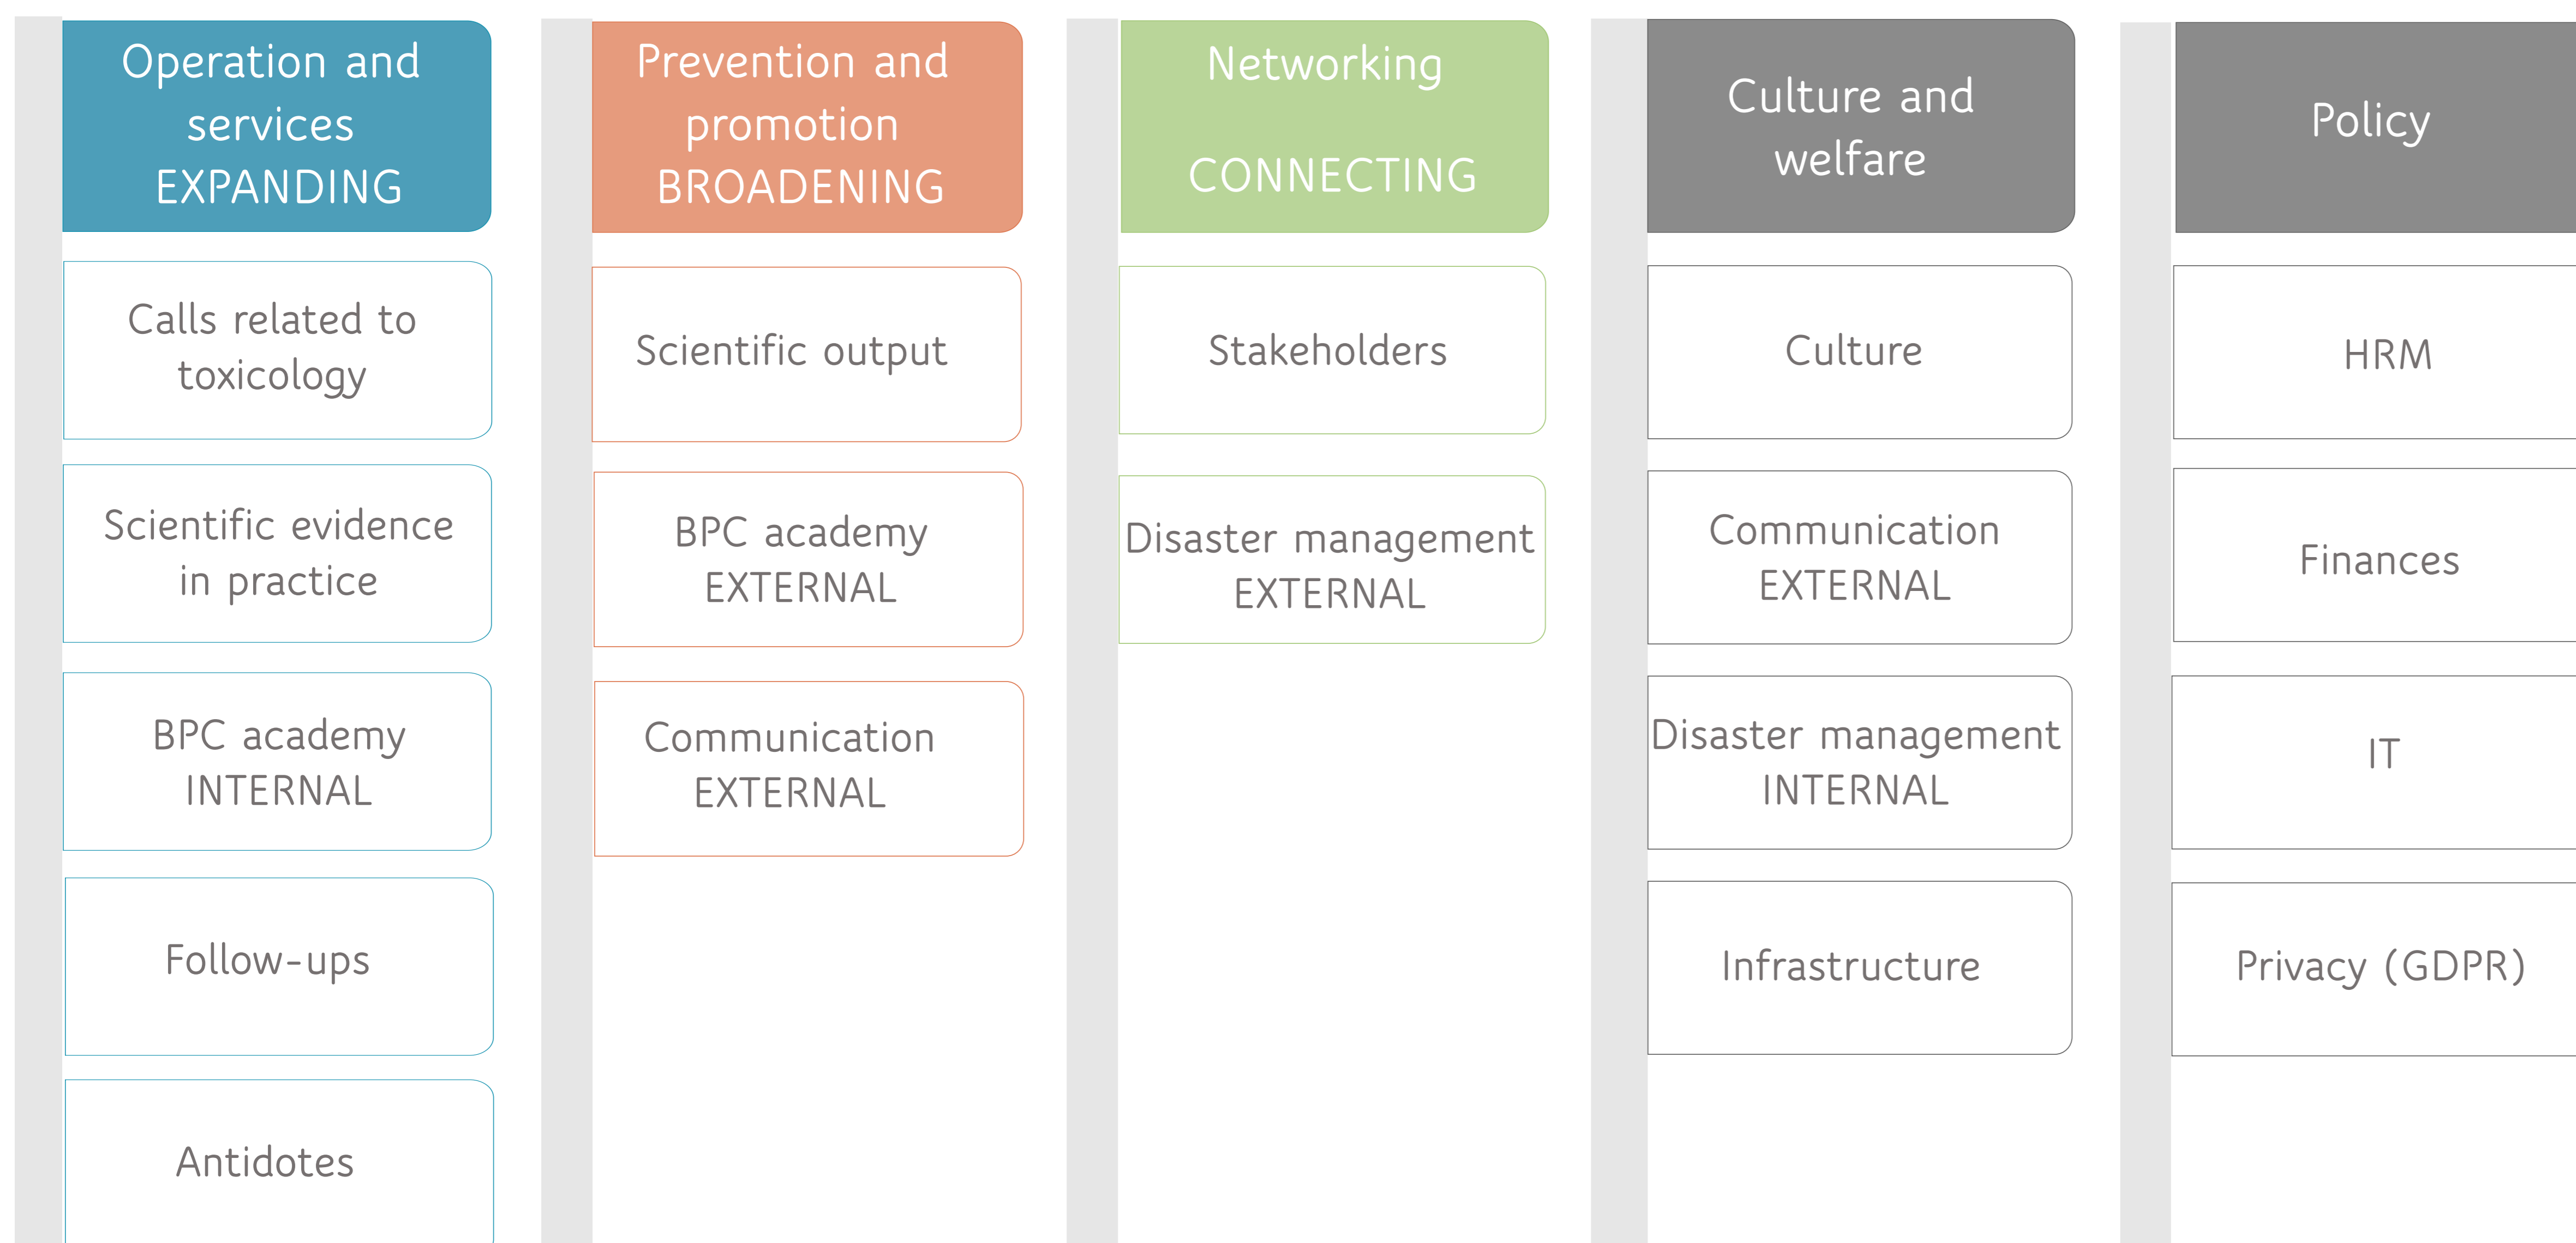 Operation and
services
EXPANDING
Calls related to
toxicology
Scientific evidence
in practice
BPC academy
INTERNAL
Follow-ups
Antidotes
Prevention and
promotion
BROADENING
Scientific output
BPC academy
EXTERNAL
Communication
EXTERNAL
Networking
CONNECTING
Stakeholders
Disaster management
EXTERNAL
Culture and
welfare
Culture
Communication
EXTERNAL
Disaster management
INTERNAL
Infrastructure
Policy
HRM
Finances
IT
Privacy (GDPR)